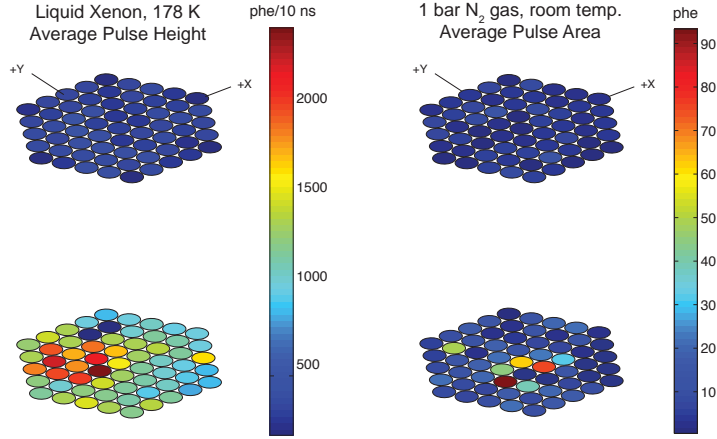 Liquid Xenon, 178 K
Average Pulse Height
phe/10 ns
+Y
+X
2000
1500
1000
500
1 bar N₂ gas, room temp.
Average Pulse Area
phe
+Y
+X
90
80
70
60
50
40
30
20
10